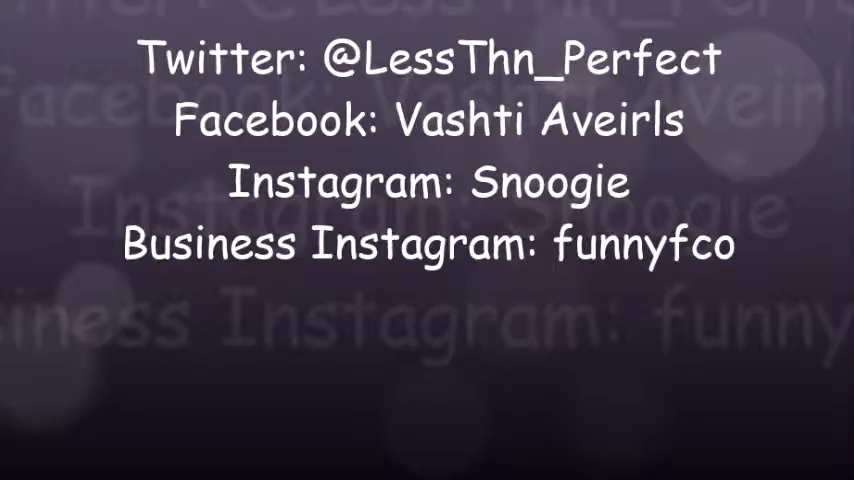 Twitter: @LessThn_Perfect
Facebook: Vashti Aveirls
Instagram: Snoogie
Business Instagram: funnyfco